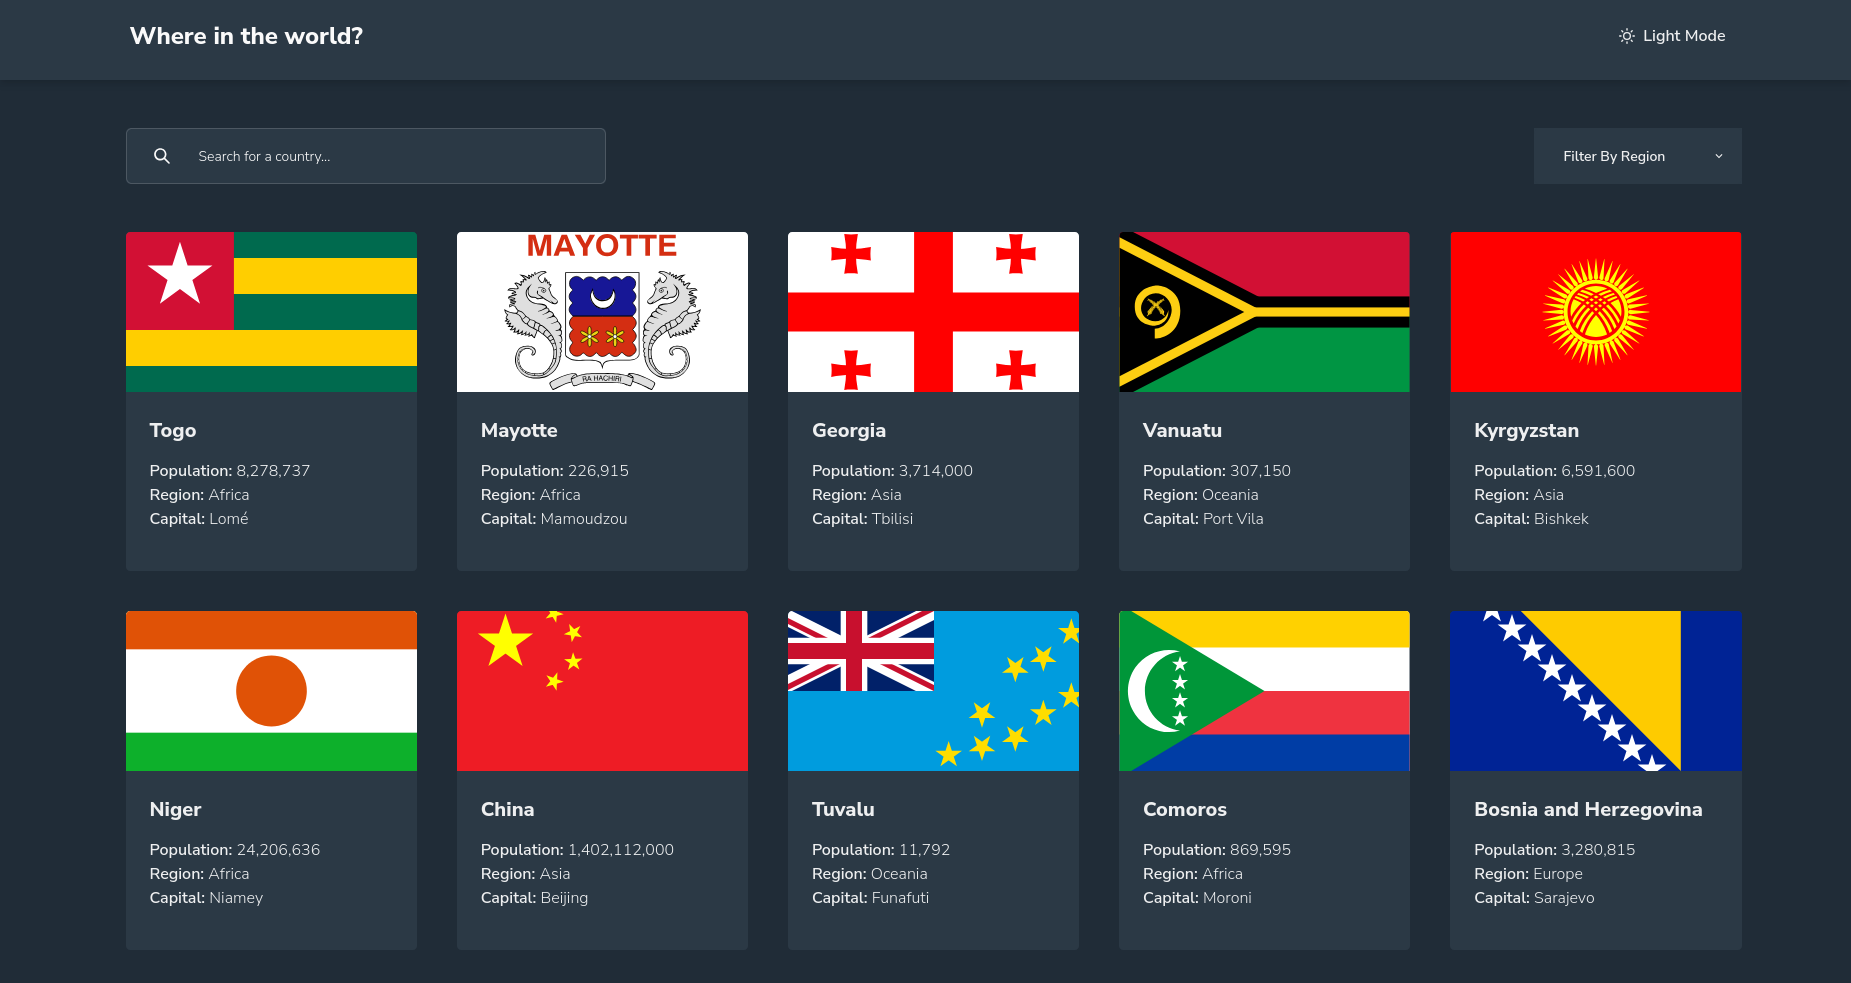 Where in the world?
Light Mode
Search for a country...
Filter By Region
MAYOTTE
RA HACHIRI
Togo
Population: 8,278,737
Region: Africa
Capital: Lomé
Mayotte
Population: 226,915
Region: Africa
Capital: Mamoudzou
Georgia
Population: 3,714,000
Region: Asia
Capital: Tbilisi
Vanuatu
Population: 307,150
Region: Oceania
Capital: Port Vila
Kyrgyzstan
Population: 6,591,600
Region: Asia
Capital: Bishkek
Niger
Population: 24,206,636
Region: Africa
Capital: Niamey
China
Population: 1,402,112,000
Region: Asia
Capital: Beijing
Tuvalu
Population: 11,792
Region: Oceania
Capital: Funafuti
Comoros
Population: 869,595
Region: Africa
Capital: Moroni
Bosnia and Herzegovina
Population: 3,280,815
Region: Europe
Capital: Sarajevo